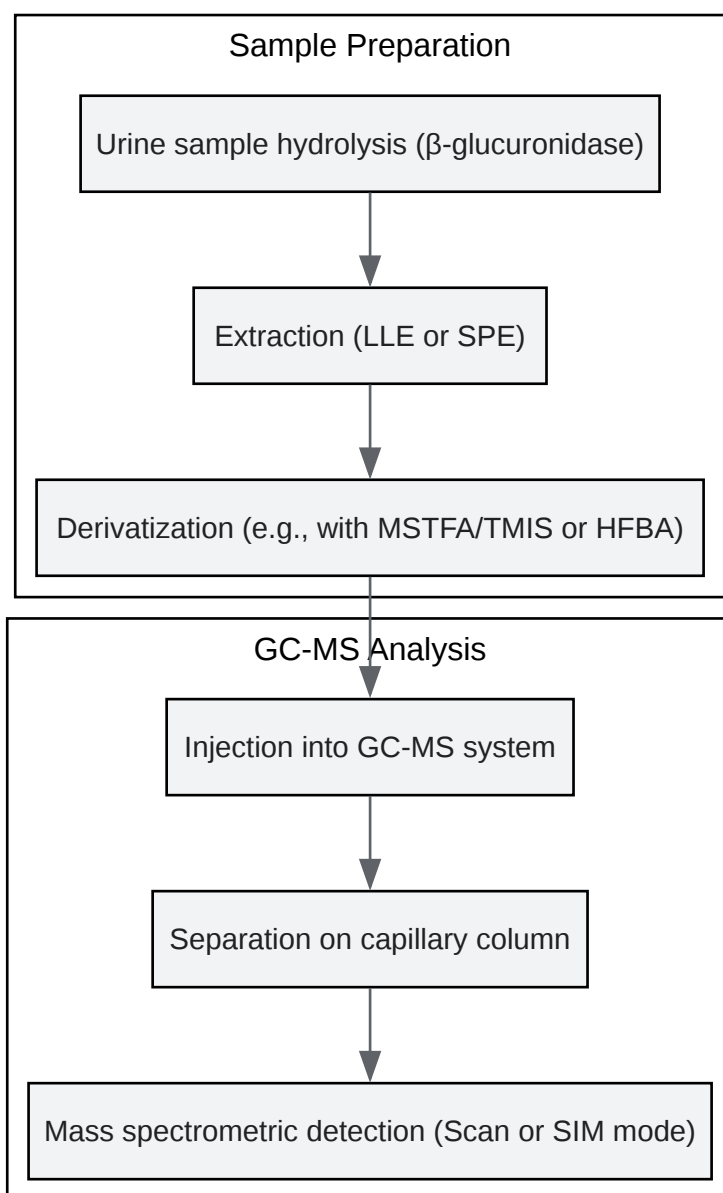 Sample Preparation
Urine sample hydrolysis (β-glucuronidase)
Extraction (LLE or SPE)
Derivatization (e.g., with MSTFA/TMIS or HFBA)
GC-MS Analysis
Injection into GC-MS system
Separation on capillary column
Mass spectrometric detection (Scan or SIM mode)